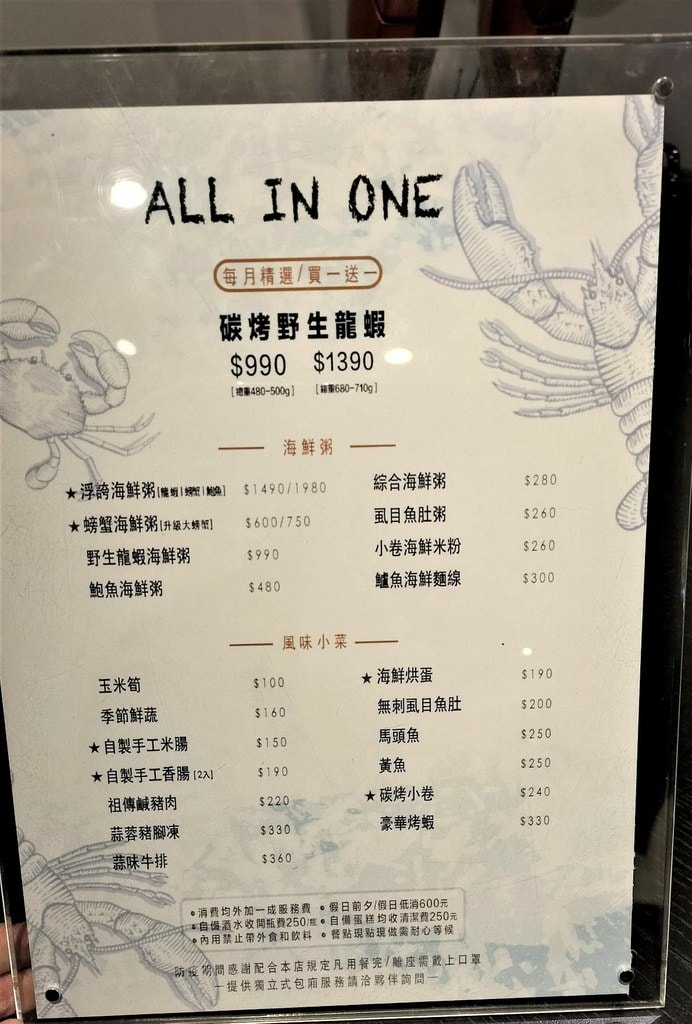 ALL IN ONE
每月精選/買一送一
碳烤野生龍蝦
$990 $1390
[總重480-500g] [總重680-710g]
海鮮粥
★浮誇海鮮粥[龍蝦|螃蟹|鮑魚] $1490/1980
★螃蟹海鮮粥[升級大螃蟹] $600/750
野生龍蝦海鮮粥 $990
鮑魚海鮮粥 $480
綜合海鮮粥 $280
虱目魚肚粥 $260
小卷海鮮米粉 $260
鱸魚海鮮麵線 $300
風味小菜
玉米筍 $100
季節鮮蔬 $160
★自製手工米腸 $150
★自製手工香腸[2入] $190
祖傳鹹豬肉 $220
蒜蓉豬腳凍 $330
蒜味牛排 $360
★海鮮烘蛋 $190
無刺虱目魚肚 $200
馬頭魚 $250
黃魚 $250
★碳烤小卷 $240
豪華烤蝦 $330
•消費均外加一成服務費 •假日前夕/假日低消600元
•自備酒水收開瓶費250/瓶 •自備蛋糕均收清潔費250元
•內用禁止帶外食和飲料 •餐點現點現做需耐心等候
防疫期間感謝配合本店規定凡用餐完/離座需戴上口罩
—提供獨立式包廂服務請洽夥伴詢問—